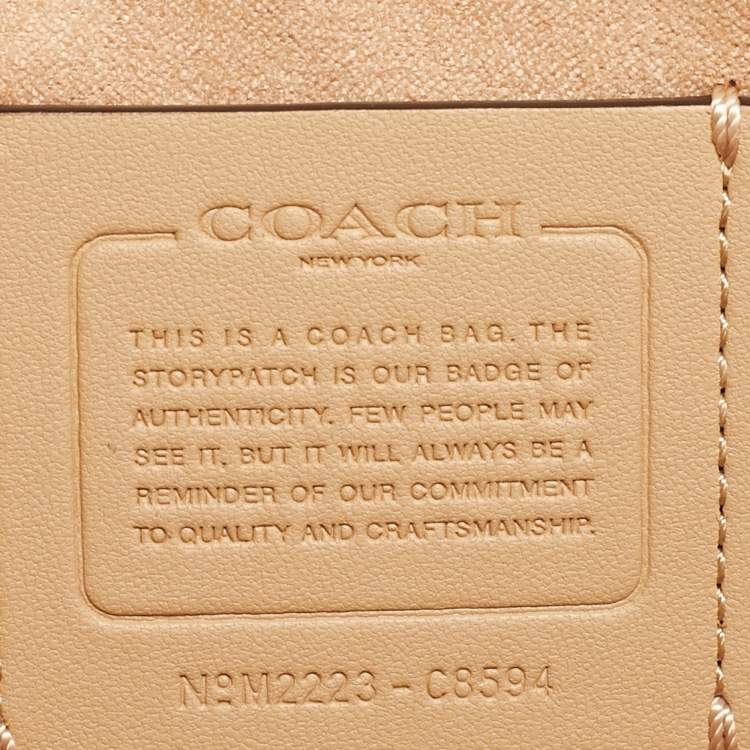 COACH
NEW YORK
THIS IS A COACH BAG. THE
STORYPATCH IS OUR BADGE OF
AUTHENTICITY. FEW PEOPLE MAY
SEE IT, BUT IT WILL ALWAYS BE A
REMINDER OF OUR COMMITMENT
TO QUALITY AND CRAFTSMANSHIP.
NºM2223-C8594